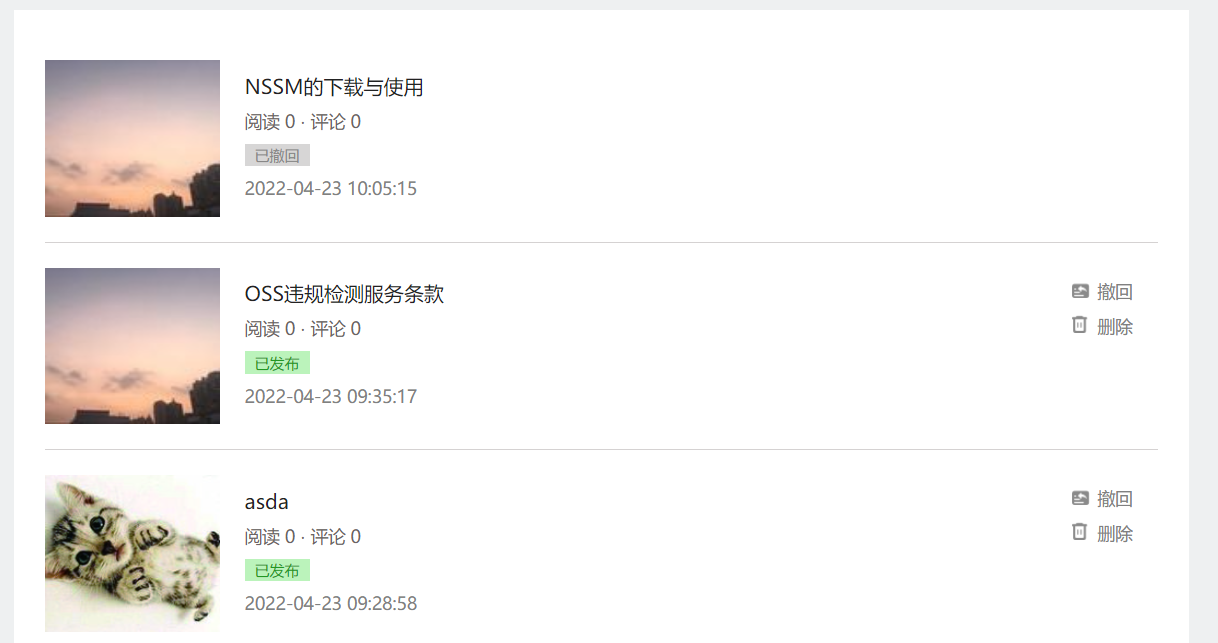 NSSM的下载与使用
阅读 0 · 评论 0
已撤回
2022-04-23 10:05:15
OSS违规检测服务条款
阅读 0 · 评论 0
已发布
2022-04-23 09:35:17
撤回
删除
asda
阅读 0 · 评论 0
已发布
2022-04-23 09:28:58
撤回
删除